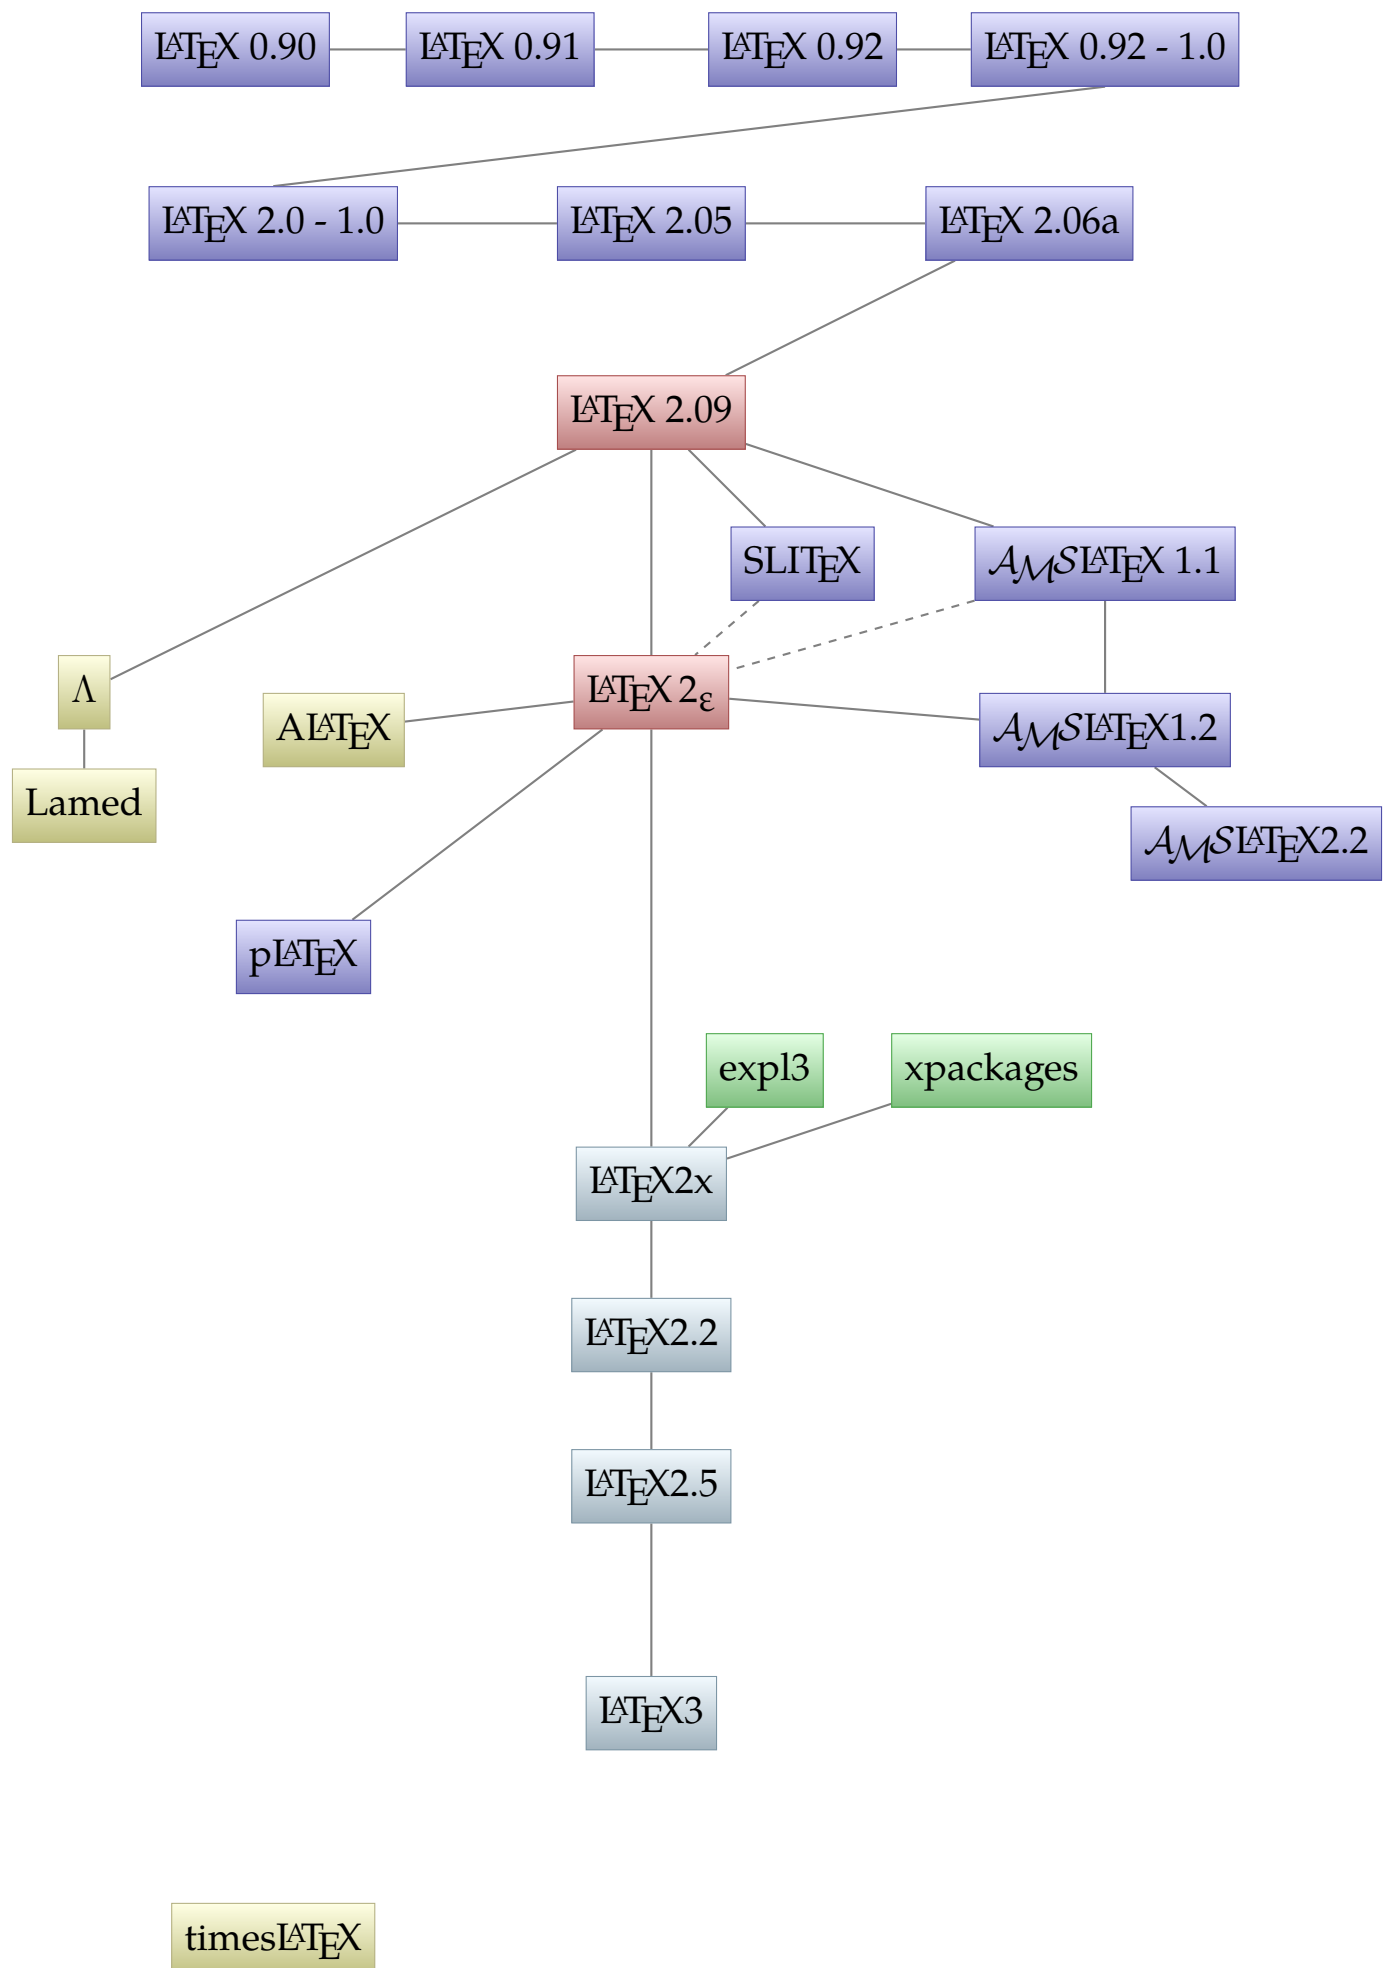 LATEX 0.90
LATEX 0.91
LATEX 0.92
LATEX 0.92 - 1.0
LATEX 2.0 - 1.0
LATEX 2.05
LATEX 2.06a
LATEX 2.09
SLITEX
AMSLATEX 1.1
Λ
ALATEX
LATEX 2ε
AMSLATEX1.2
Lamed
AMSLATEX2.2
pLATEX
expl3
xpackages
LATEX2x
LATEX2.2
LATEX2.5
LATEX3
timesLATEX